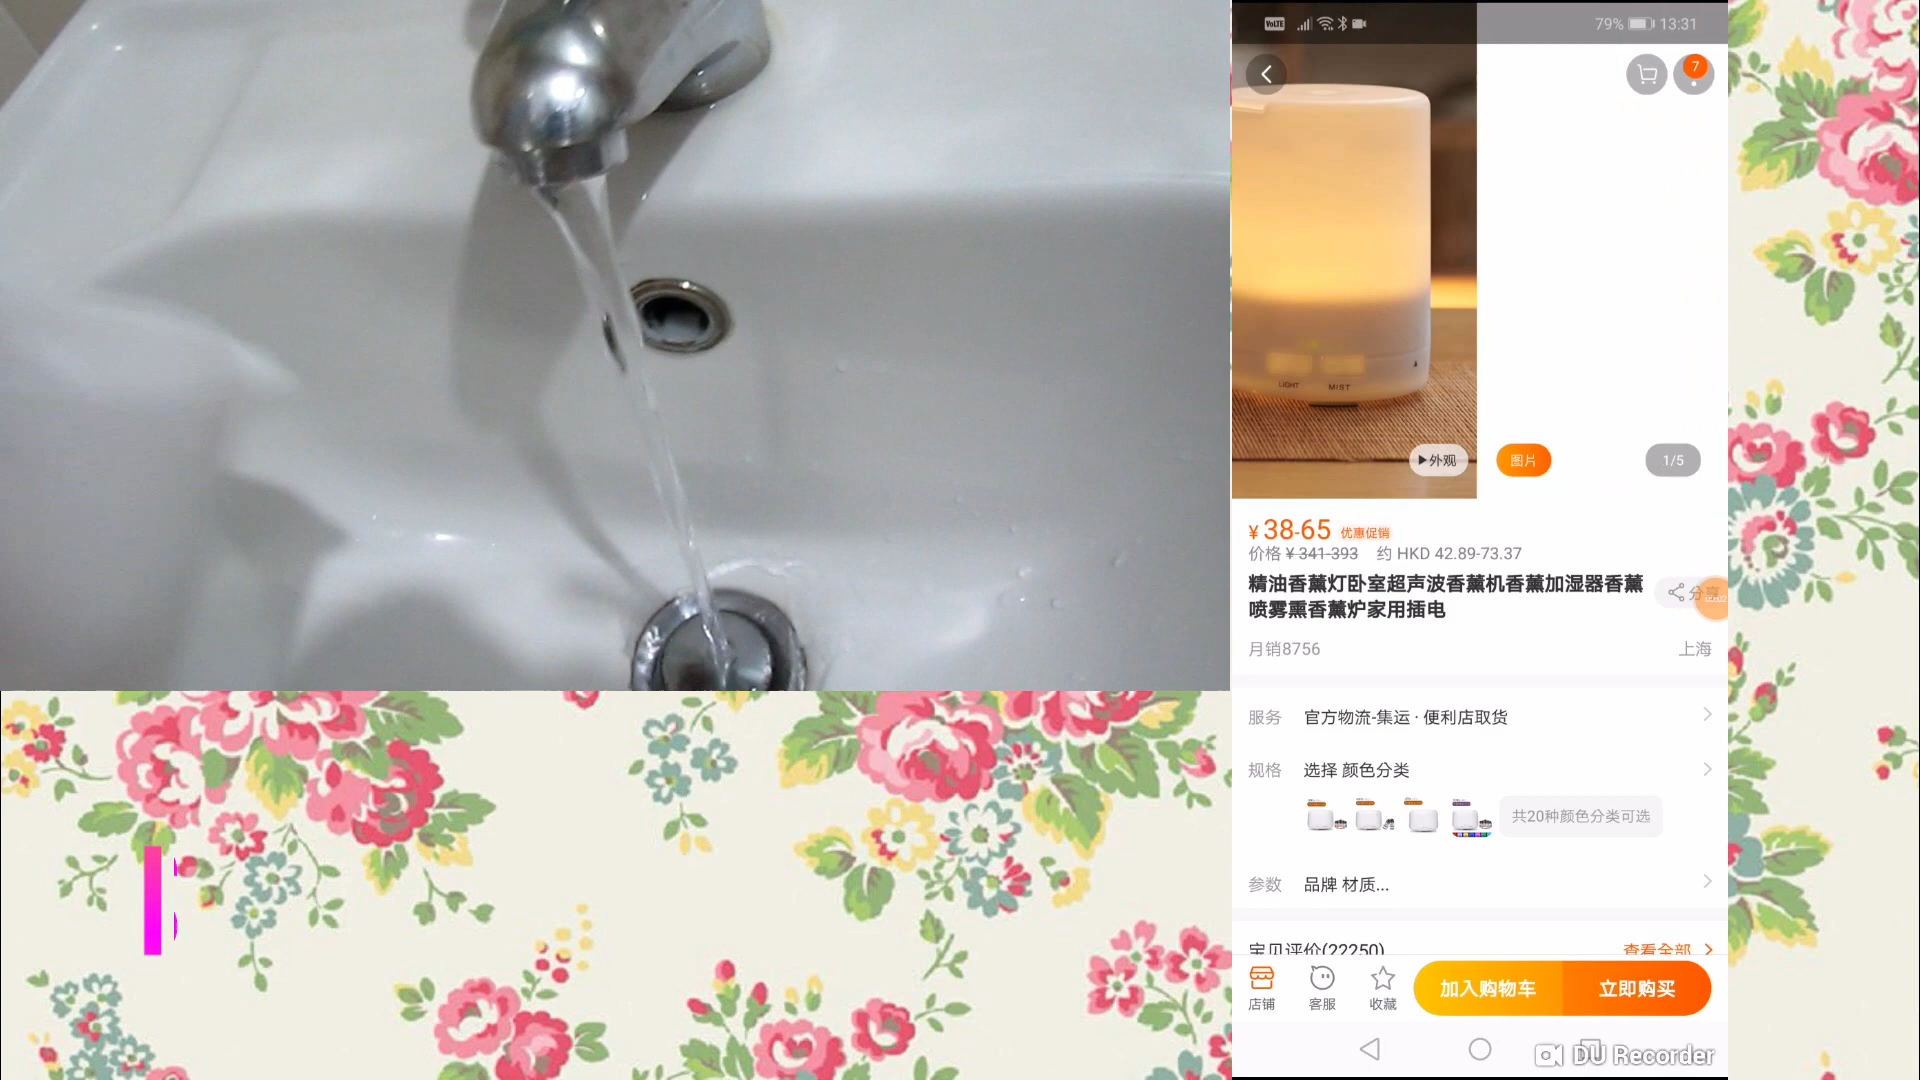 VoLTE
79% 13:31
7
LIGHT MIST
外观
图片
1/5
¥ 38-65 优惠促销
价格 ¥ 341-393 约 HKD 42.89-73.37
精油香薰灯卧室超声波香薰机香薰加湿器香薰
喷雾熏香薰炉家用插电
分享
月销8756
上海
服务 官方物流-集运 · 便利店取货
规格 选择 颜色分类
共20种颜色分类可选
参数 品牌 材质...
宝贝评价(22250) 查看全部
店铺 客服 收藏
加入购物车 立即购买
DU Recorder